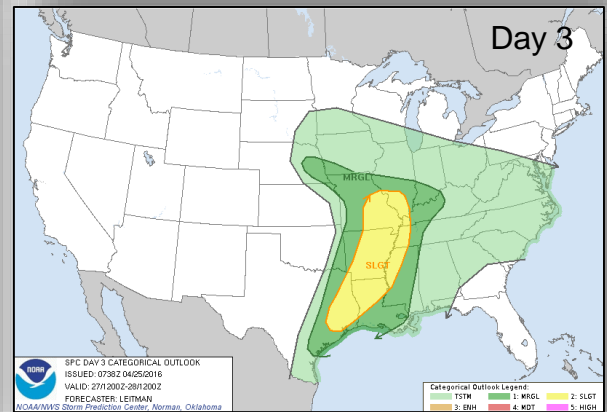 Day 3
MRGL
SLGT
NOAA
SPC DAY 3 CATEGORICAL OUTLOOK
ISSUED: 0738Z 04/25/2016
VALID: 27/1200Z-28/1200Z
FORECASTER: LEITMAN
NOAA/NWS Storm Prediction Center, Norman, Oklahoma
Categorical Outlook Legend:
TSTM 1: MRGL 2: SLGT
3: ENH 4: MDT 5: HIGH